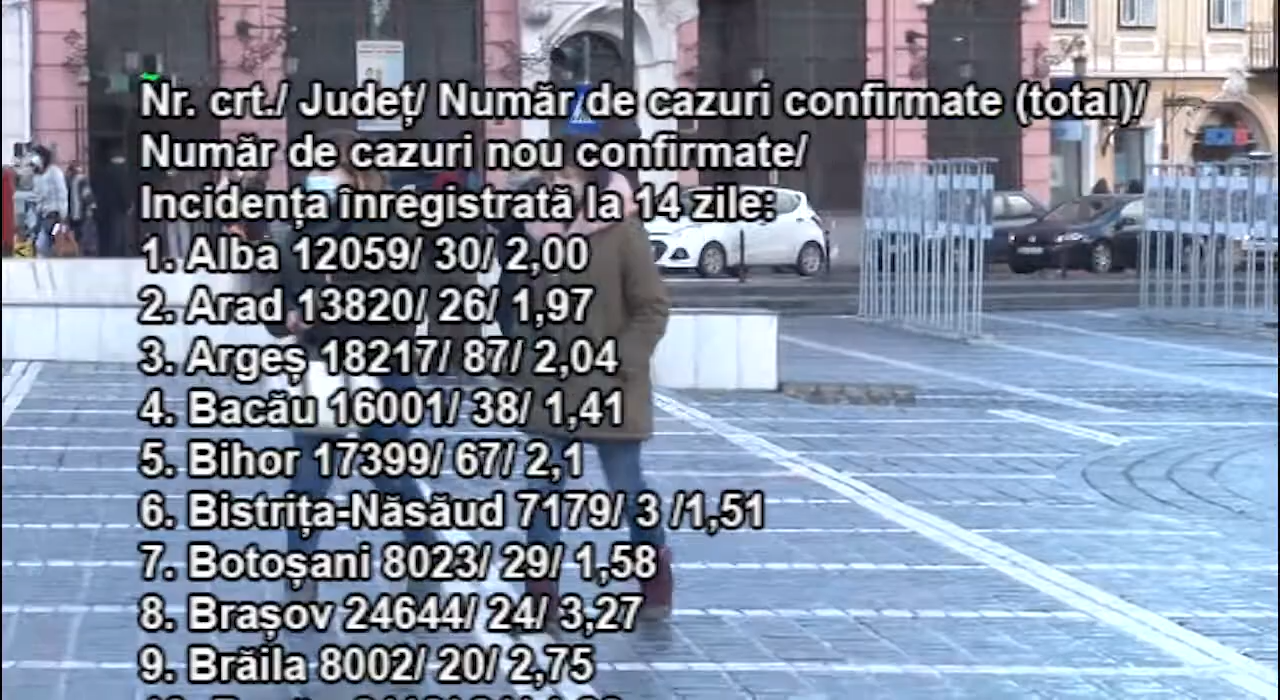 Nr. crt./ Județ/ Număr de cazuri confirmate (total)/
Număr de cazuri nou confirmate/
Incidența înregistrată la 14 zile:
1. Alba 12059/ 30/ 2,00
2. Arad 13820/ 26/ 1,97
3. Argeș 18217/ 87/ 2,04
4. Bacău 16001/ 38/ 1,41
5. Bihor 17399/ 67/ 2,1
6. Bistrița-Năsăud 7179/ 3 /1,51
7. Botoșani 8023/ 29/ 1,58
8. Brașov 24644/ 24/ 3,27
9. Brăila 8002/ 20/ 2,75